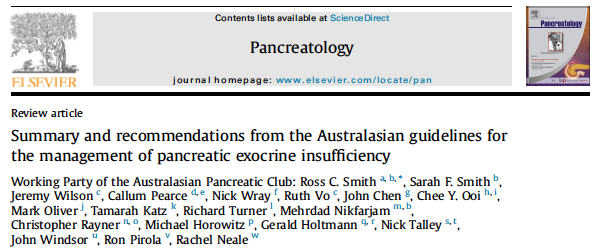 Contents lists available at ScienceDirect
Pancreatology
journal homepage: www.elsevier.com/locate/pan
ELSEVIER
Pancreatology
Review article
Summary and recommendations from the Australasian guidelines for
the management of pancreatic exocrine insufficiency
Working Party of the Australasian Pancreatic Club: Ross C. Smith a, b, *, Sarah F. Smith b,
Jeremy Wilson c, Callum Pearce d, e, Nick Wray f, Ruth Vo c, John Chen g, Chee Y. Ooi h, i,
Mark Oliver j, Tamarah Katz k, Richard Turner l, Mehrdad Nikfarjam m, b,
Christopher Rayner n, o, Michael Horowitz p, Gerald Holtmann q, r, Nick Talley s, t,
John Windsor u, Ron Pirola v, Rachel Neale w